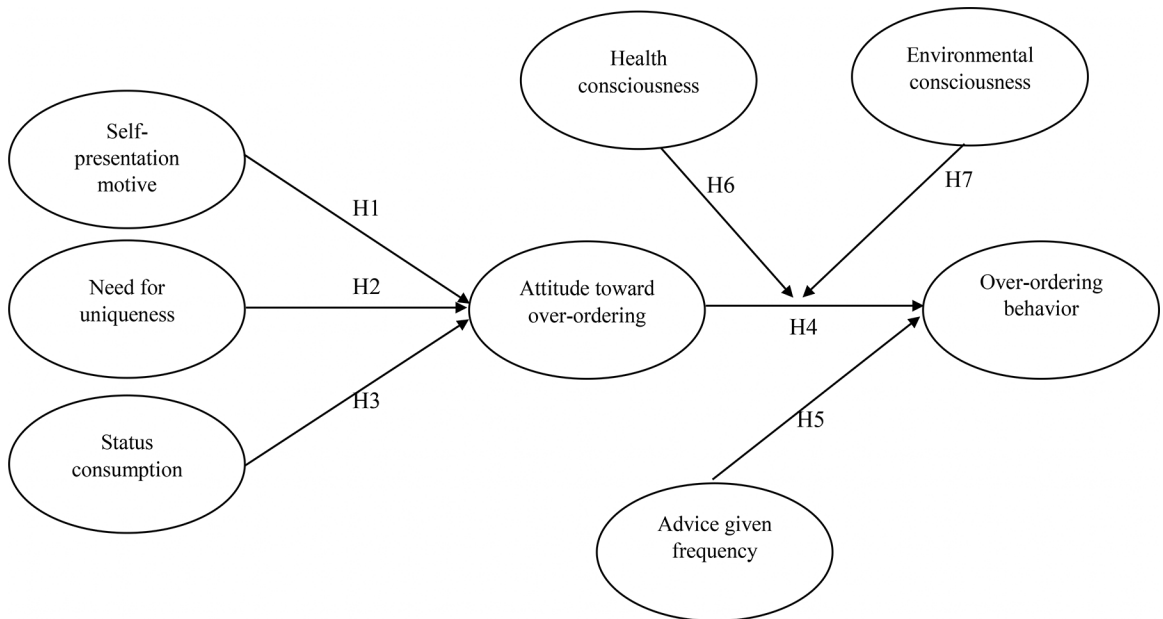 Health
consciousness
Environmental
consciousness
Self-
presentation
motive
H6
H7
H1
Need for
uniqueness
H2
Attitude toward
over-ordering
Over-ordering
behavior
H4
H3
Status
consumption
H5
Advice given
frequency